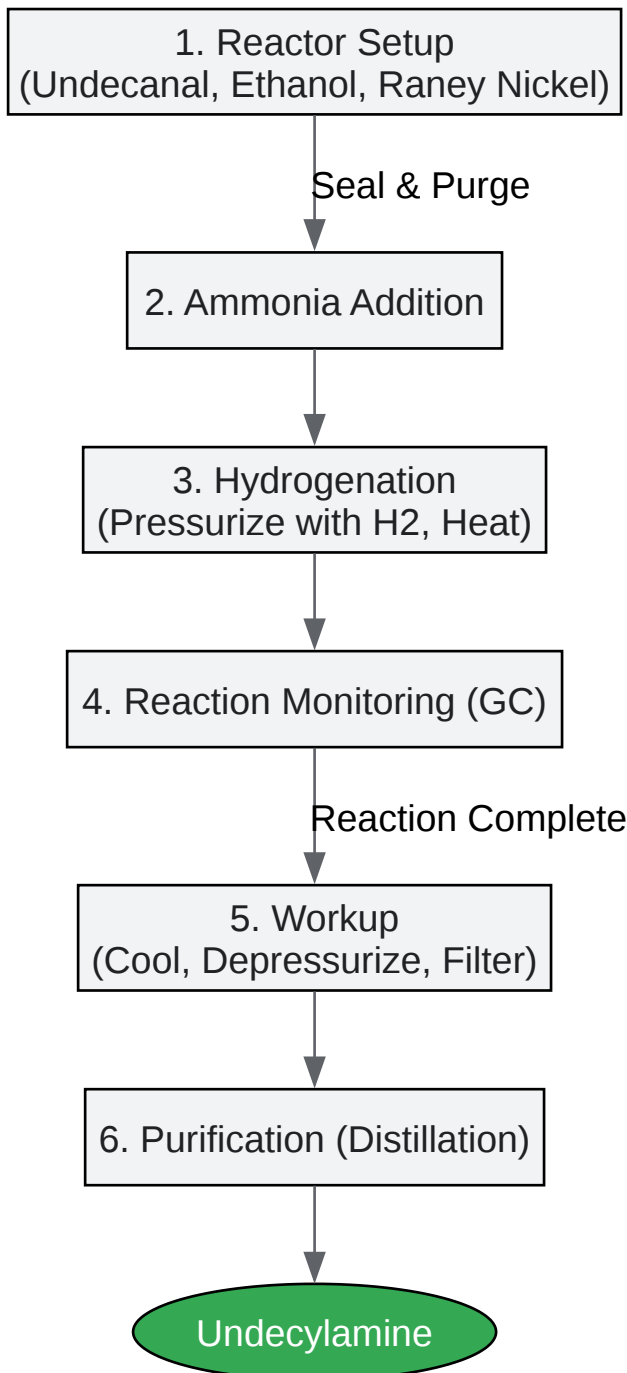 1. Reactor Setup
(Undecanal, Ethanol, Raney Nickel)
Seal & Purge
2. Ammonia Addition
3. Hydrogenation
(Pressurize with H2, Heat)
4. Reaction Monitoring (GC)
Reaction Complete
5. Workup
(Cool, Depressurize, Filter)
6. Purification (Distillation)
Undecylamine